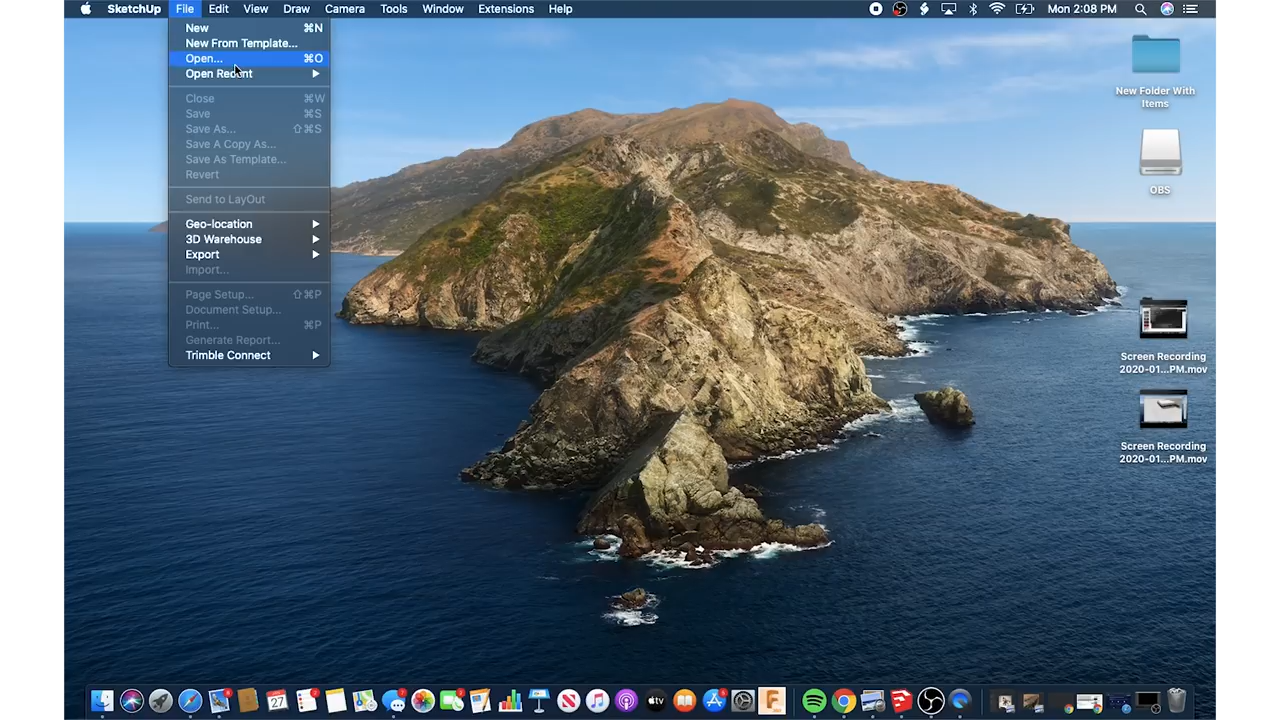 SketchUp File Edit View Draw Camera Tools Window Extensions Help Mon 2:08 PM
New ⌘N
New From Template...
Open... ⌘O
Open Recent ▶
Close ⌘W
Save ⌘S
Save As... ⇧⌘S
Save A Copy As...
Save As Template...
Revert
Send to LayOut
Geo-location ▶
3D Warehouse ▶
Export ▶
Import...
Page Setup... ⇧⌘P
Document Setup...
Print... ⌘P
Generate Report...
Trimble Connect ▶
New Folder With
Items
OBS
Screen Recording
2020-01...PM.mov
Screen Recording
2020-01...PM.mov
27